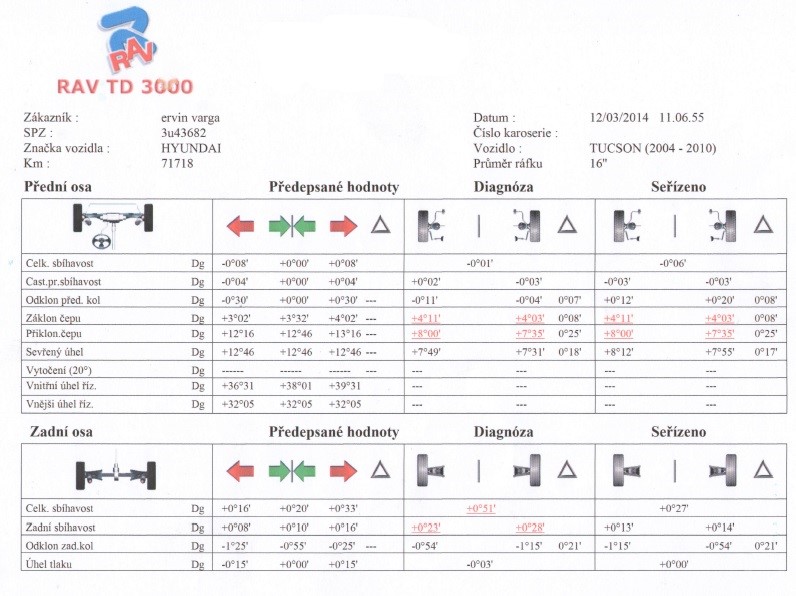 RAV
RAV TD 3000
Zákazník : ervin varga Datum : 12/03/2014 11.06.55
SPZ : 3u43682 Číslo karoserie :
Značka vozidla : HYUNDAI Vozidlo : TUCSON (2004 - 2010)
Km : 71718 Průměr ráfku 16"
Přední osa Předepsané hodnoty Diagnóza Seřízeno
Celk. sbíhavost Dg -0°08' +0°00' +0°08' -0°01' -0°06'
Cast.pr.sbíhavost Dg -0°04' +0°00' +0°04' +0°02' -0°03' -0°03' -0°03'
Odklon před. kol Dg -0°30' +0°00' +0°30' --- -0°11' -0°04' 0°07' +0°12' +0°20' 0°08'
Záklon čepu Dg +3°02' +3°32' +4°02' --- +4°11' +4°03' 0°08' +4°11' +4°03' 0°08'
Příklon.čepu Dg +12°16 +12°46 +13°16 --- +8°00' +7°35' 0°25' +8°00' +7°35' 0°25'
Sevřený úhel Dg +12°46 +12°46 +12°46 --- +7°49' +7°31' 0°18' +8°12' +7°55' 0°17'
Vytočení (20°) Dg ------ ------ ------ --- --- --- --- ---
Vnitřní úhel říz. Dg +36°31 +38°01 +39°31 --- --- --- ---
Vnější úhel říz. Dg +32°05 +32°05 +32°05 --- --- --- ---
Zadní osa Předepsané hodnoty Diagnóza Seřízeno
Celk. sbíhavost Dg +0°16' +0°20' +0°33' +0°51' +0°27'
Zadní sbíhavost Dg +0°08' +0°10' +0°16' +0°23' +0°28' +0°13' +0°14'
Odklon zad.kol Dg -1°25' -0°55' -0°25' --- -0°54' -1°15' 0°21' -1°15' -0°54' 0°21'
Úhel tlaku Dg -0°15' +0°00' +0°15' -0°03' +0°00'